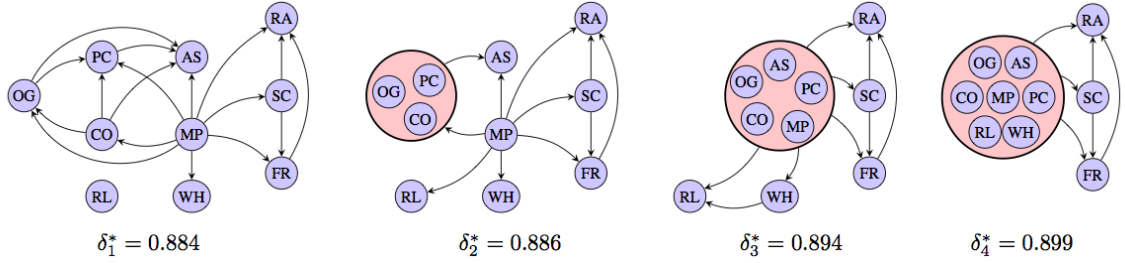 RA
PC
AS
OG
SC
CO
MP
FR
RL
WH
δ₁* = 0.884
RA
AS
PC
OG
SC
CO
MP
FR
RL
WH
δ₂* = 0.886
RA
AS
OG
PC
SC
CO
MP
FR
RL
WH
δ₃* = 0.894
RA
OG AS
CO MP PC
SC
RL WH
FR
δ₄* = 0.899